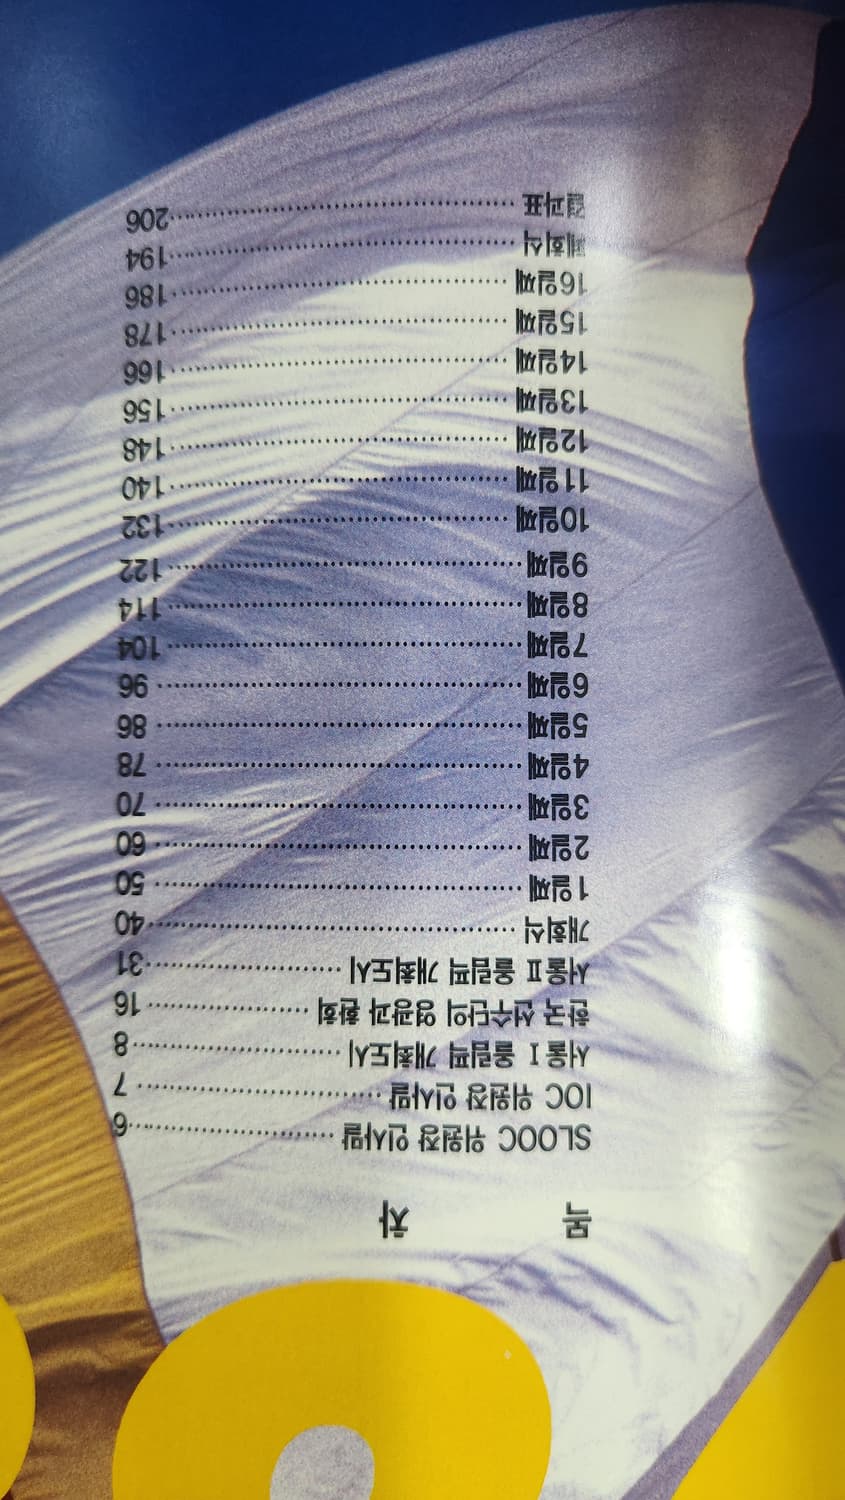 목 차
SLOOC 위원장 인사말 6
IOC 위원장 인사말 7
서울 I 올림픽 개최도시 8
한국 선수단의 영광과 환희 16
서울 II 올림픽 개최도시 31
개회식 40
1일째 50
2일째 60
3일째 70
4일째 78
5일째 86
6일째 96
7일째 104
8일째 114
9일째 122
10일째 132
11일째 140
12일째 148
13일째 156
14일째 166
15일째 178
16일째 186
폐회식 194
결과표 206